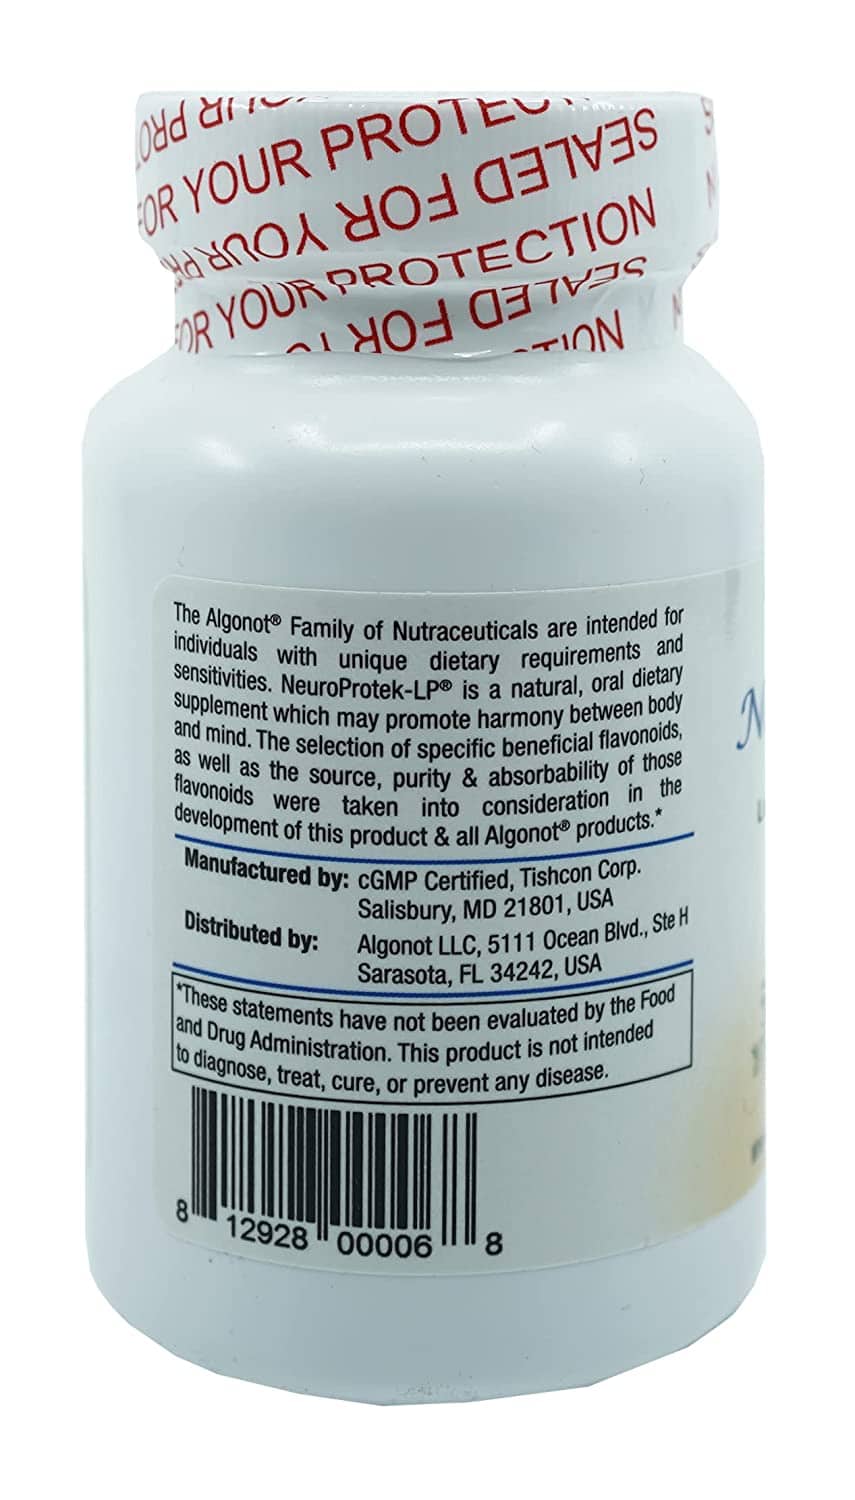 FOR YOUR PROTECTION
SEALED FOR YOUR
PROTECTION
SEALED FOR
FOR YOUR
The Algonot® Family of Nutraceuticals are intended for
individuals with unique dietary requirements and
sensitivities. NeuroProtek-LP® is a natural, oral dietary
supplement which may promote harmony between body
and mind. The selection of specific beneficial flavonoids,
as well as the source, purity & absorbability of those
flavonoids were taken into consideration in the
development of this product & all Algonot® products.*
Manufactured by: cGMP Certified, Tishcon Corp.
Salisbury, MD 21801, USA
Distributed by: Algonot LLC, 5111 Ocean Blvd., Ste H
Sarasota, FL 34242, USA
*These statements have not been evaluated by the Food
and Drug Administration. This product is not intended
to diagnose, treat, cure, or prevent any disease.
8 12928 00006 8